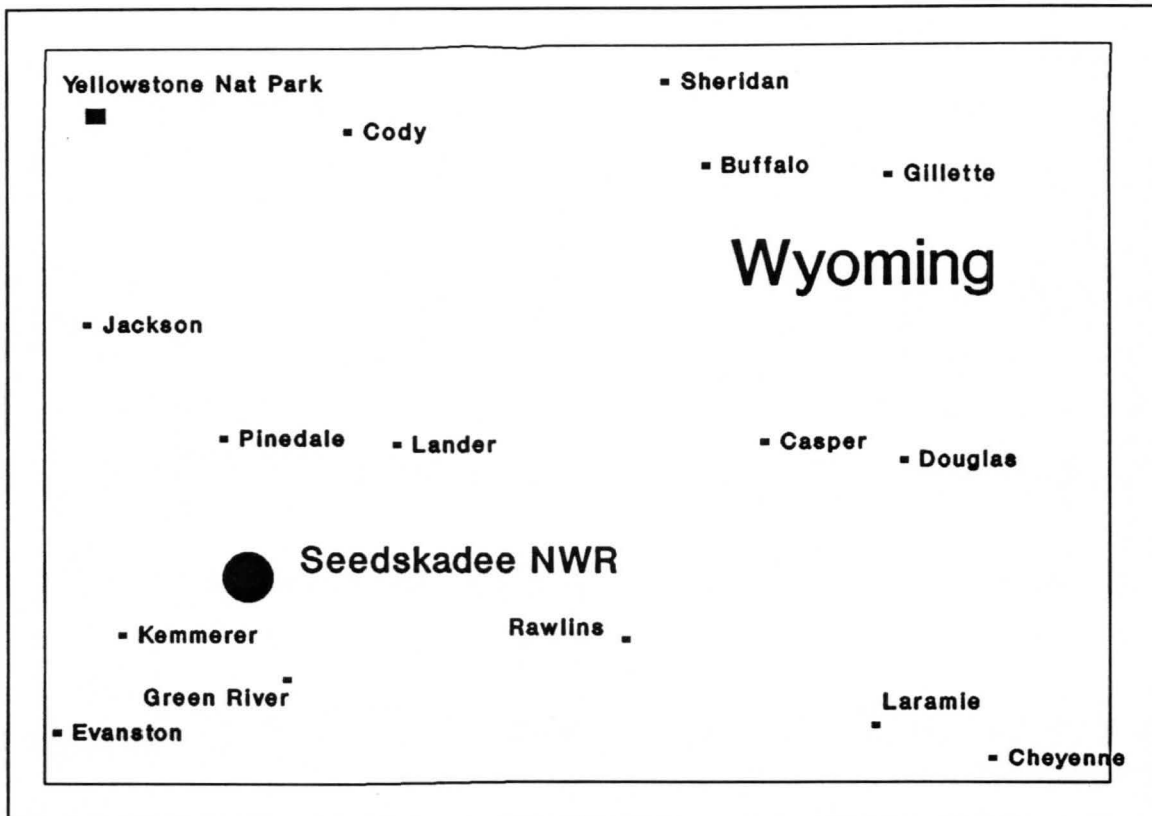 Yellowstone Nat Park
Sheridan
Cody
Buffalo
Gillette
Wyoming
Jackson
Pinedale
Lander
Casper
Douglas
Seedskadee NWR
Kemmerer
Rawlins
Green River
Laramie
Evanston
Cheyenne